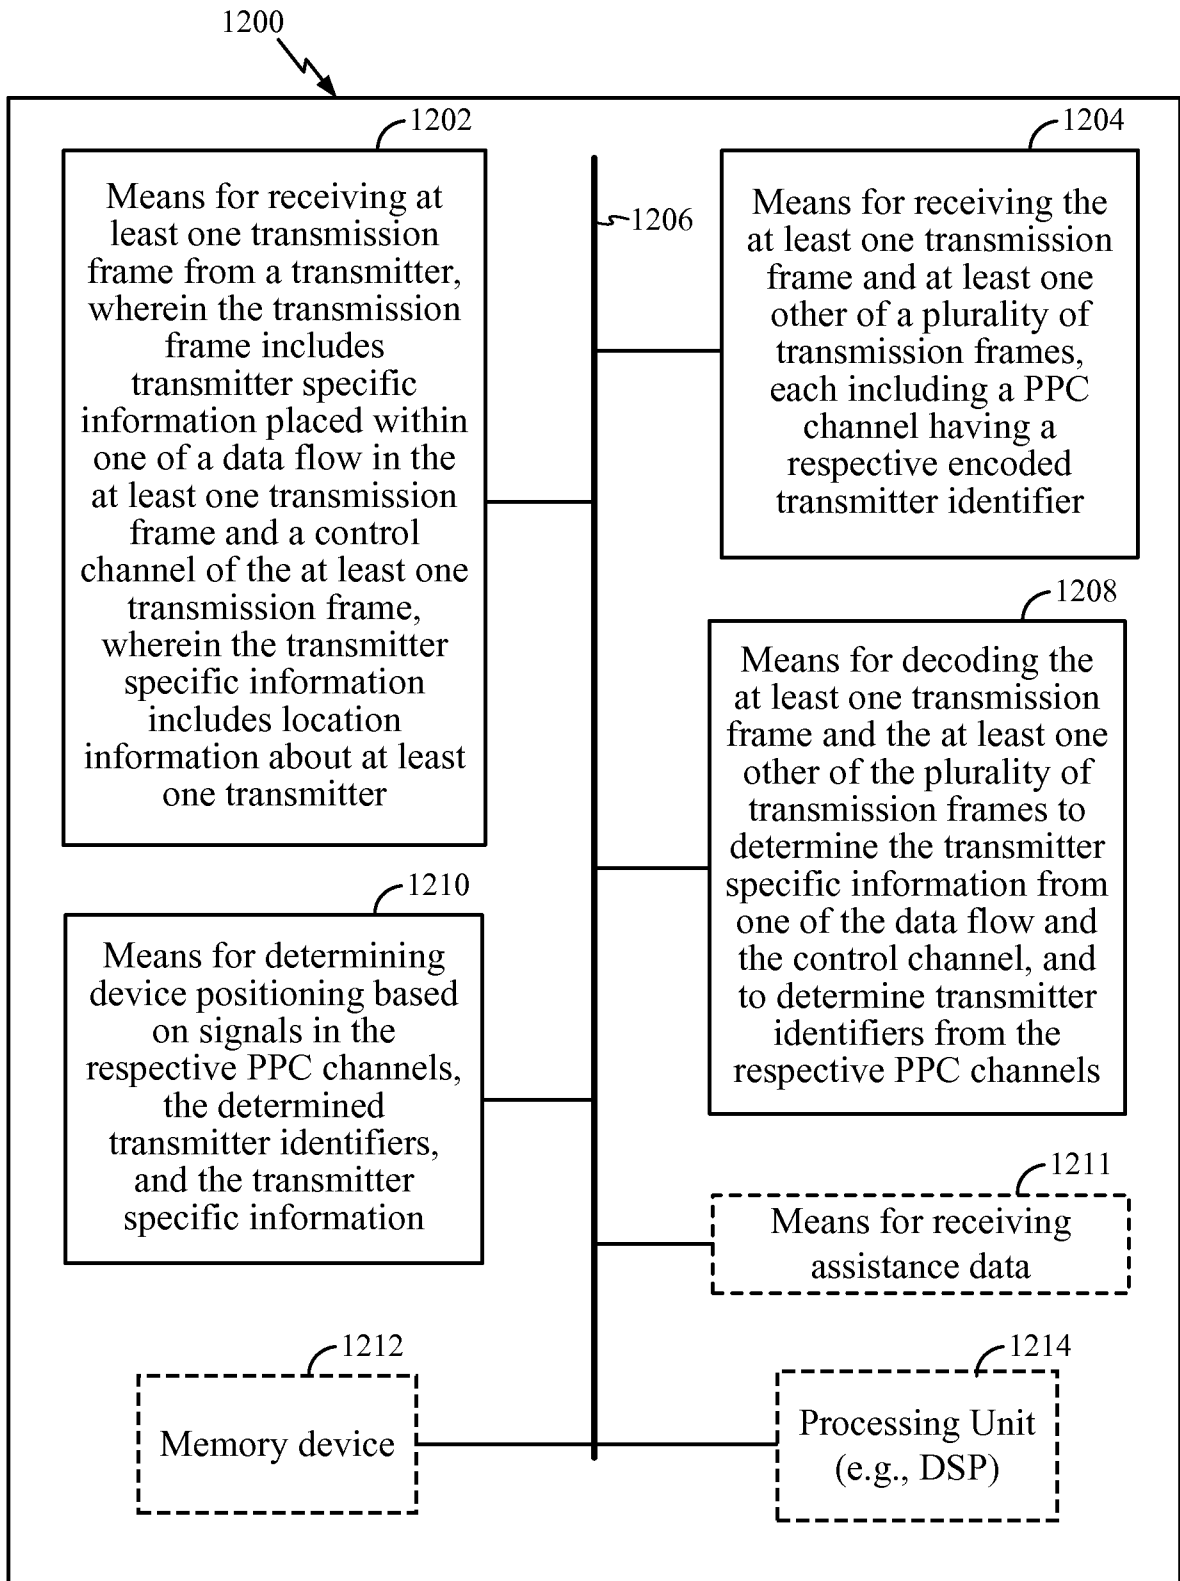 1200
1202
Means for receiving at
least one transmission
frame from a transmitter,
wherein the transmission
frame includes
transmitter specific
information placed within
one of a data flow in the
at least one transmission
frame and a control
channel of the at least one
transmission frame,
wherein the transmitter
specific information
includes location
information about at least
one transmitter
1206
1204
Means for receiving the
at least one transmission
frame and at least one
other of a plurality of
transmission frames,
each including a PPC
channel having a
respective encoded
transmitter identifier
1208
Means for decoding the
at least one transmission
frame and the at least one
other of the plurality of
transmission frames to
determine the transmitter
specific information from
one of the data flow and
the control channel, and
to determine transmitter
identifiers from the
respective PPC channels
1210
Means for determining
device positioning based
on signals in the
respective PPC channels,
the determined
transmitter identifiers,
and the transmitter
specific information
1211
Means for receiving
assistance data
1212
Memory device
1214
Processing Unit
(e.g., DSP)